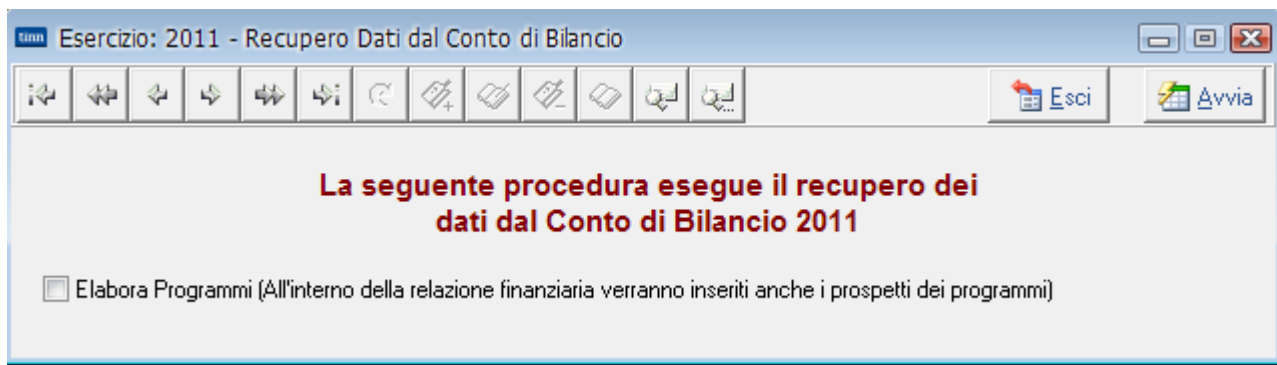 tinn Esercizio: 2011 - Recupero Dati dal Conto di Bilancio
Esci Avvia
La seguente procedura esegue il recupero dei
dati dal Conto di Bilancio 2011
Elabora Programmi (All'interno della relazione finanziaria verranno inseriti anche i prospetti dei programmi)